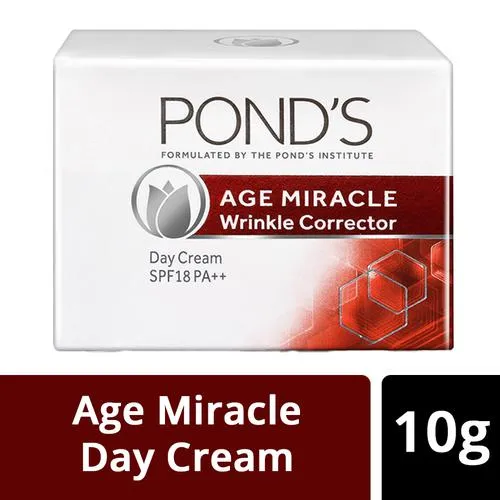 POND'S
FORMULATED BY THE POND'S INSTITUTE
AGE MIRACLE
Wrinkle Corrector
Day Cream
SPF18 PA++
Age Miracle
Day Cream
10g